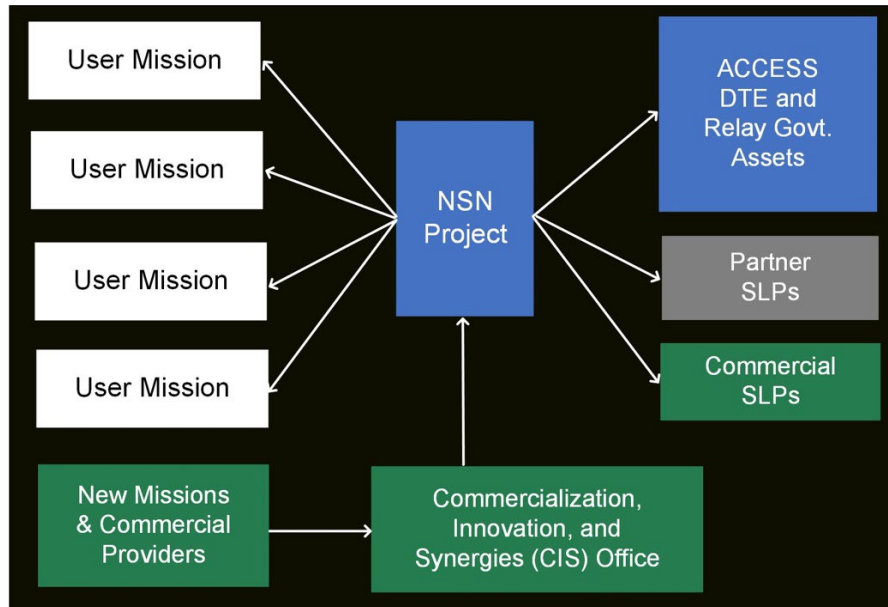 User Mission
User Mission
User Mission
User Mission
New Missions
& Commercial
Providers
NSN
Project
Commercialization,
Innovation, and
Synergies (CIS) Office
ACCESS
DTE and
Relay Govt.
Assets
Partner
SLPs
Commercial
SLPs